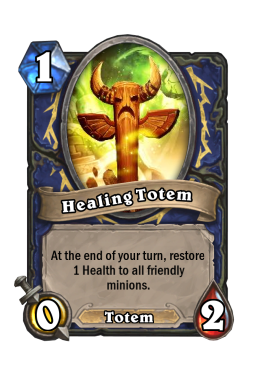 1
Healing Totem
At the end of your turn, restore
1 Health to all friendly
minions.
0
Totem
2